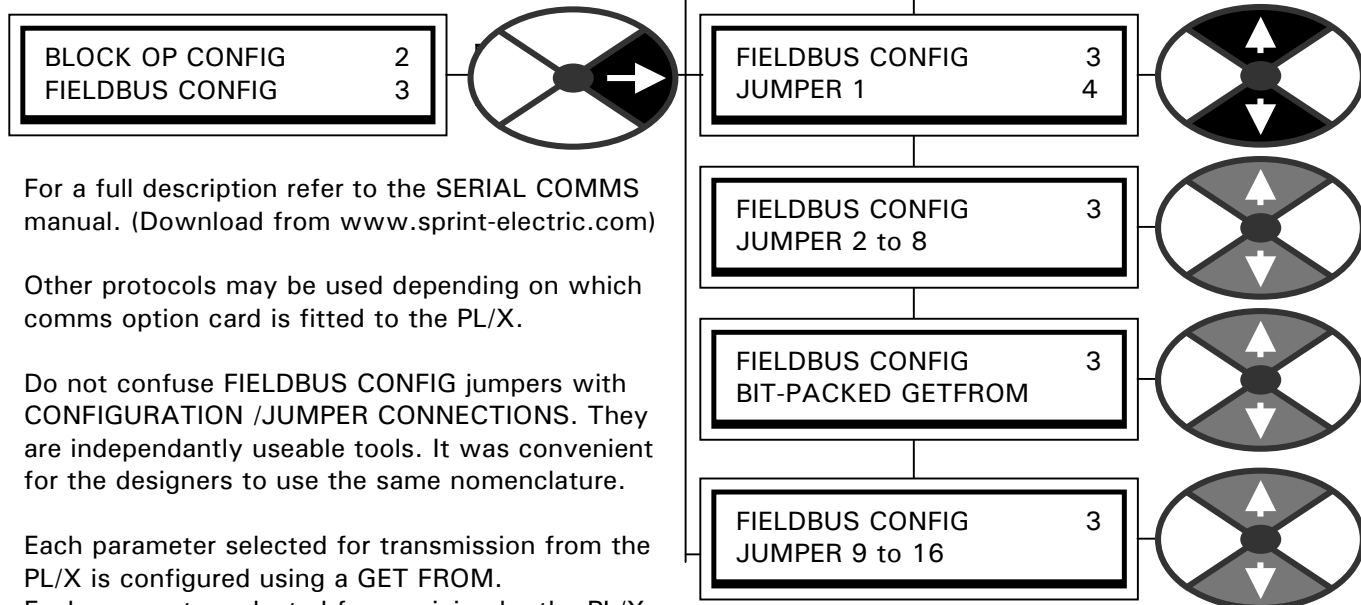 BLOCK OP CONFIG 2
FIELDBUS CONFIG 3
For a full description refer to the SERIAL COMMS
manual. (Download from www.sprint-electric.com)
Other protocols may be used depending on which
comms option card is fitted to the PL/X.
Do not confuse FIELDBUS CONFIG jumpers with
CONFIGURATION /JUMPER CONNECTIONS. They
are independantly useable tools. It was convenient
for the designers to use the same nomenclature.
Each parameter selected for transmission from the
PL/X is configured using a GET FROM.
FIELDBUS CONFIG 3
JUMPER 1 4
FIELDBUS CONFIG 3
JUMPER 2 to 8
FIELDBUS CONFIG 3
BIT-PACKED GETFROM
FIELDBUS CONFIG 3
JUMPER 9 to 16